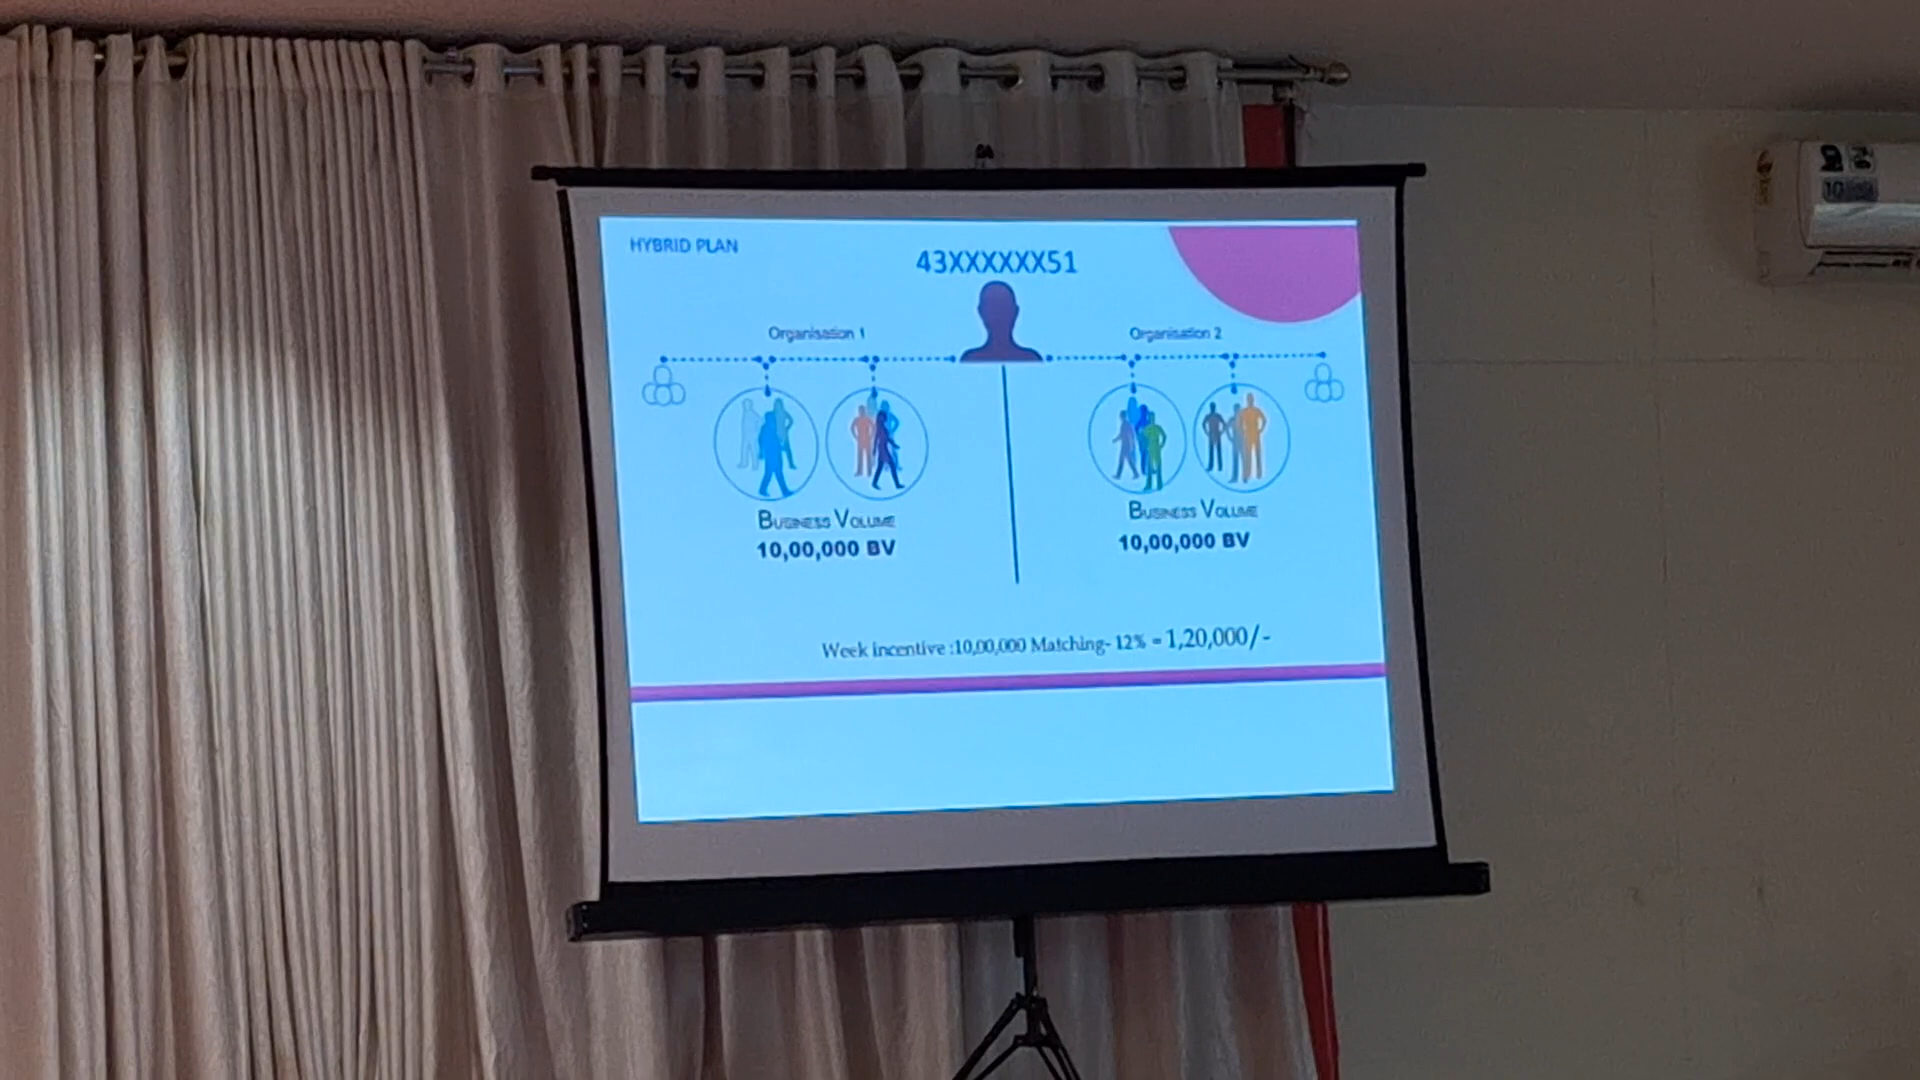 HYBRID PLAN
43XXXXXX51
Organisation 1
Organisation 2
BUSINESS VOLUME
10,00,000 BV
BUSINESS VOLUME
10,00,000 BV
Week incentive :10,00,000 Matching- 12% = 1,20,000/-
10